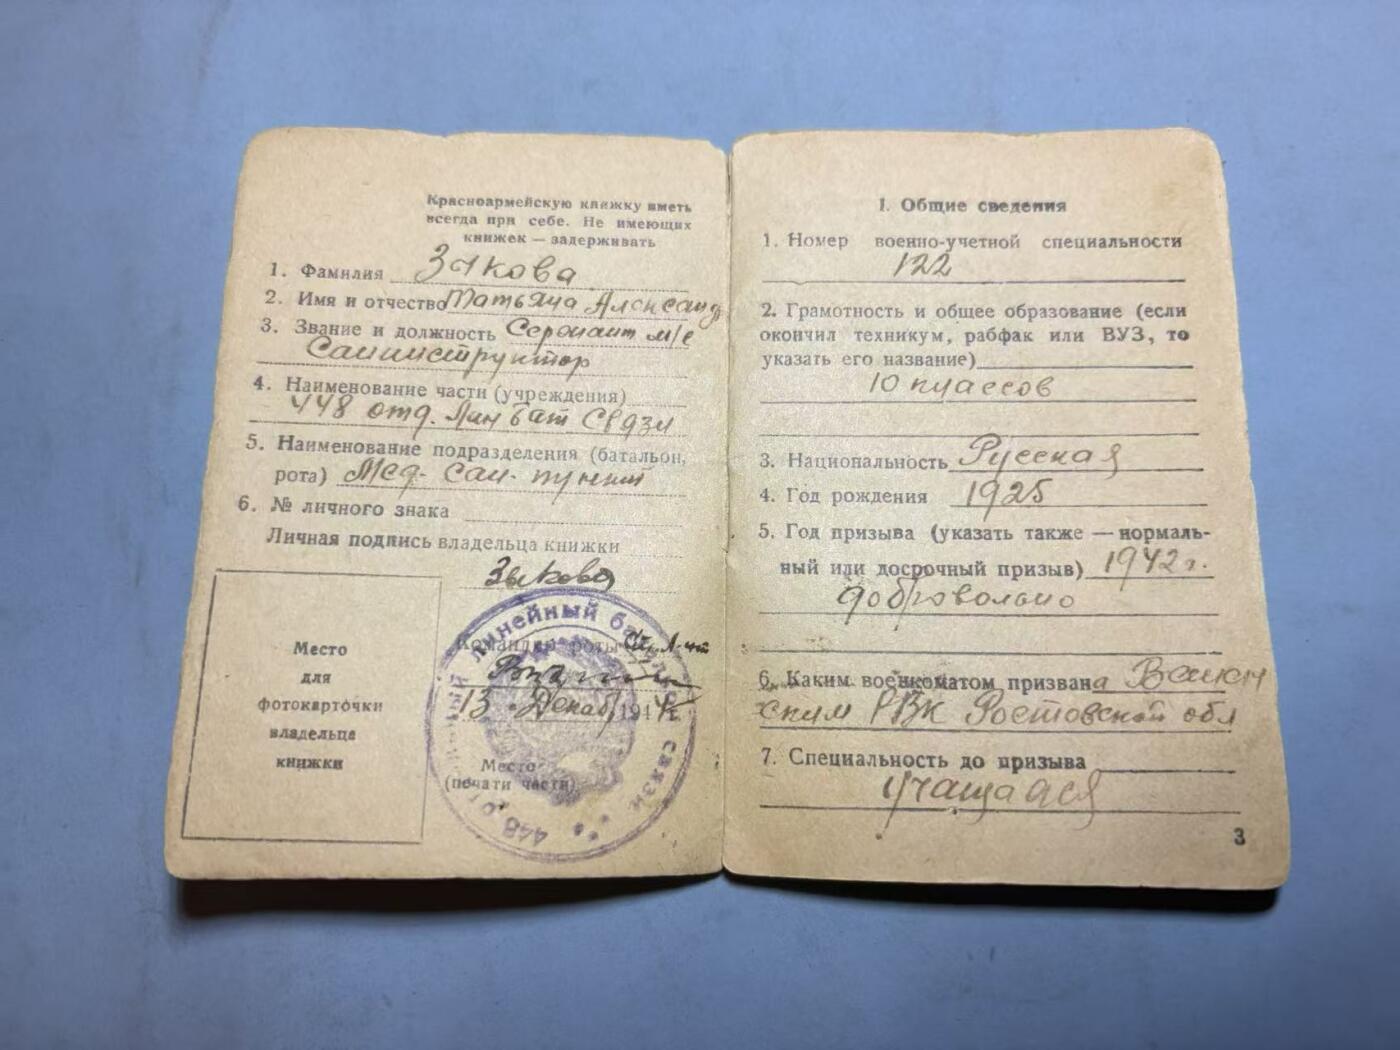 Красноармейскую книжку иметь
всегда при себе. Не имеющих
книжек — задерживать
1. Фамилия Зыкова
2. Имя и отчество Татьяна Александ
3. Звание и должность Сержант м/с
Санинструктор
4. Наименование части (учреждения)
448 отд. Лин бат Связи
5. Наименование подразделения (батальон,
рота) Мед- сан- пункт
6. № личного знака
Личная подпись владельца книжки
Зыкова
Командир роты
13 Декаб 1944
Место
(печати части)
Место
для
фотокарточки
владельца
книжки
448 линейный батальон связи
I. Общие сведения
1. Номер военно-учетной специальности
122
2. Грамотность и общее образование (если
окончил техникум, рабфак или ВУЗ, то
указать его название)
10 классов
3. Национальность Русская
4. Год рождения 1925
5. Год призыва (указать также — нормаль-
ный или досрочный призыв) 1942 г.
добровольно
6. Каким военкоматом призвана
ским РВК Ростовской обл
7. Специальность до призыва
Учащаяся
3